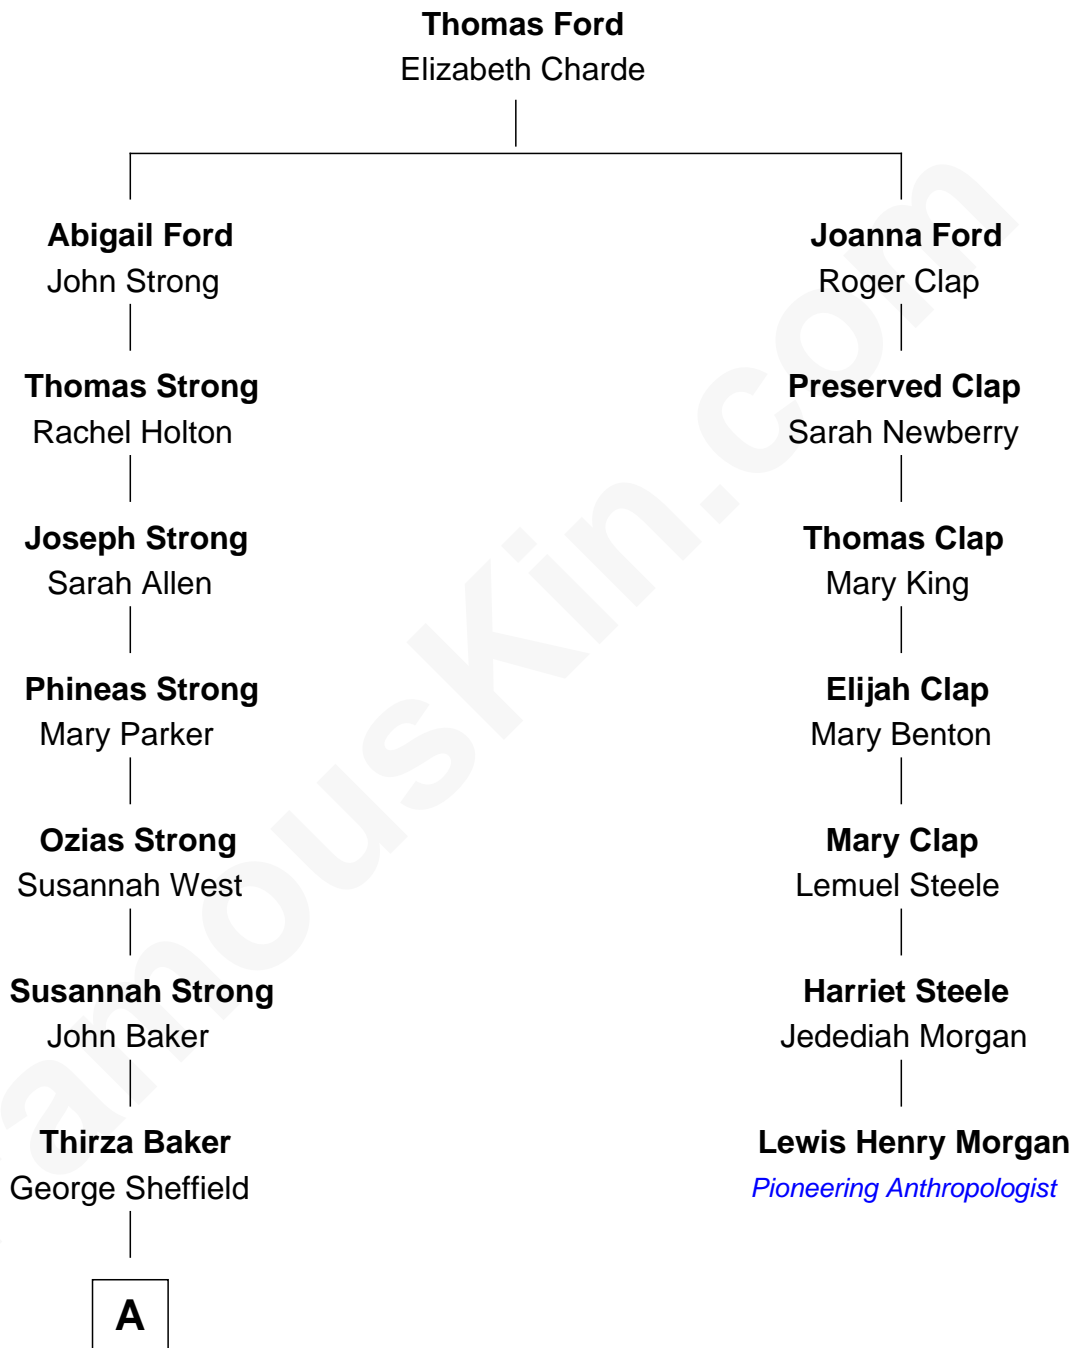 Thomas Ford
Elizabeth Charde
Abigail Ford
John Strong
Thomas Strong
Rachel Holton
Joseph Strong
Sarah Allen
Phineas Strong
Mary Parker
Ozias Strong
Susannah West
Susannah Strong
John Baker
Thirza Baker
George Sheffield
A
Joanna Ford
Roger Clap
Preserved Clap
Sarah Newberry
Thomas Clap
Mary King
Elijah Clap
Mary Benton
Mary Clap
Lemuel Steele
Harriet Steele
Jedediah Morgan
Lewis Henry Morgan
Pioneering Anthropologist
amouskin.com